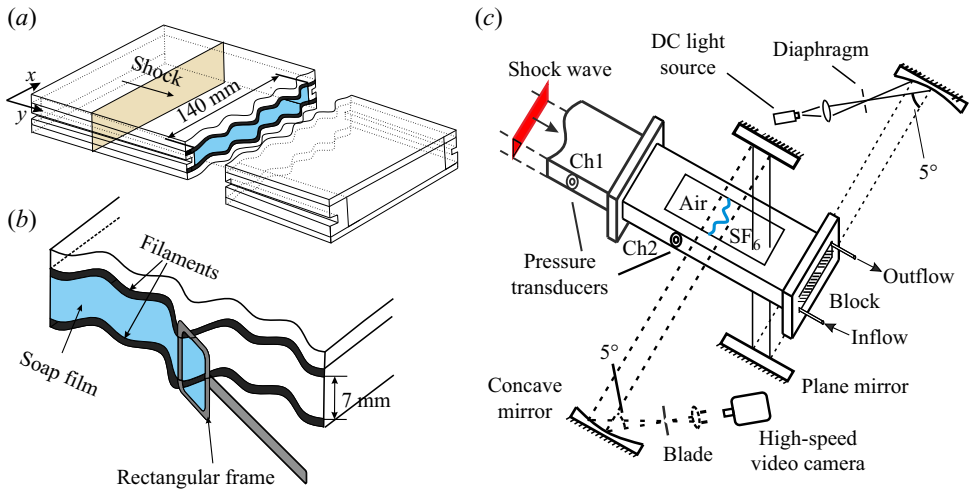 (a)
x
y
Shock
140 mm
(b)
Filaments
Soap film
7 mm
Rectangular frame
(c)
DC light
source
Diaphragm
Shock wave
5°
Ch1
Air
SF6
Ch2
Pressure
transducers
Outflow
Block
Inflow
5°
Concave
mirror
Plane mirror
Blade
High-speed
video camera